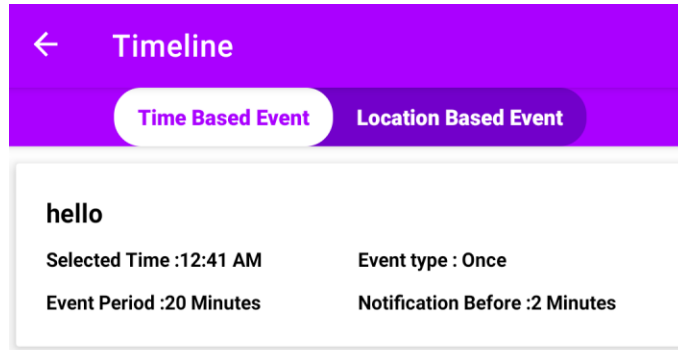 Timeline
Time Based Event Location Based Event
hello
Selected Time :12:41 AM Event type : Once
Event Period :20 Minutes Notification Before :2 Minutes